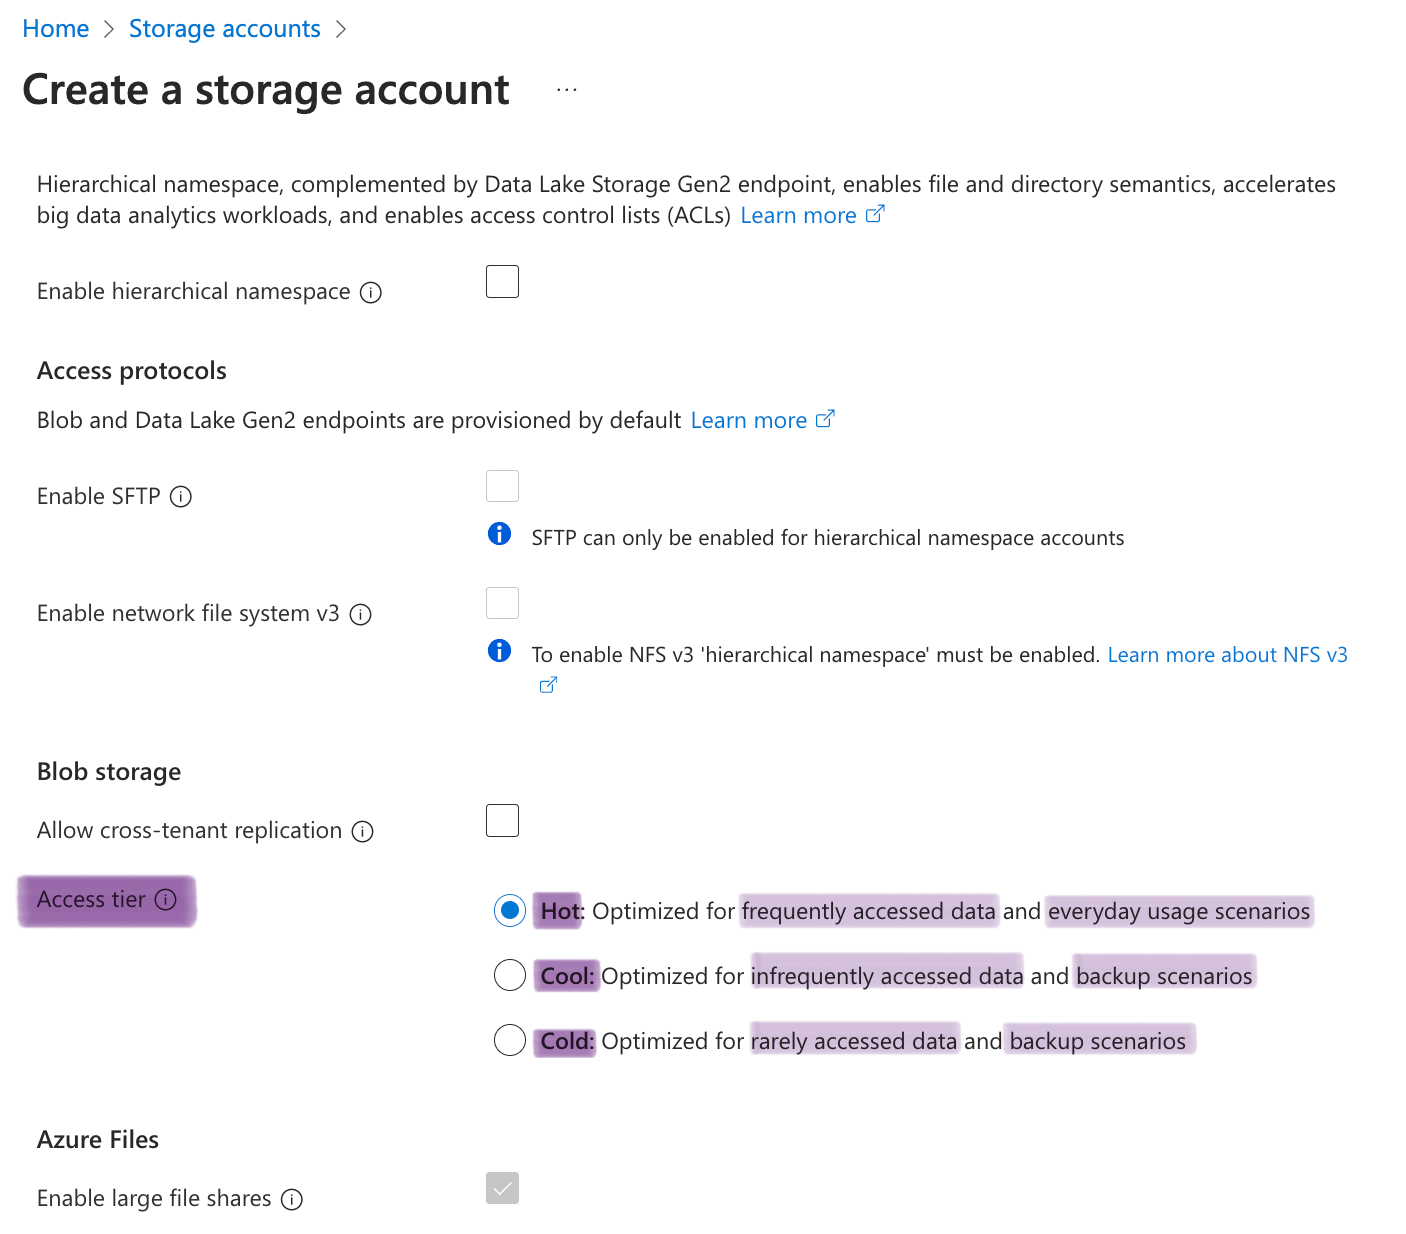 Home > Storage accounts >
Create a storage account ...
Hierarchical namespace, complemented by Data Lake Storage Gen2 endpoint, enables file and directory semantics, accelerates
big data analytics workloads, and enables access control lists (ACLs) Learn more
Enable hierarchical namespace
Access protocols
Blob and Data Lake Gen2 endpoints are provisioned by default Learn more
Enable SFTP
SFTP can only be enabled for hierarchical namespace accounts
Enable network file system v3
To enable NFS v3 'hierarchical namespace' must be enabled. Learn more about NFS v3
Blob storage
Allow cross-tenant replication
Access tier
Hot: Optimized for frequently accessed data and everyday usage scenarios
Cool: Optimized for infrequently accessed data and backup scenarios
Cold: Optimized for rarely accessed data and backup scenarios
Azure Files
Enable large file shares